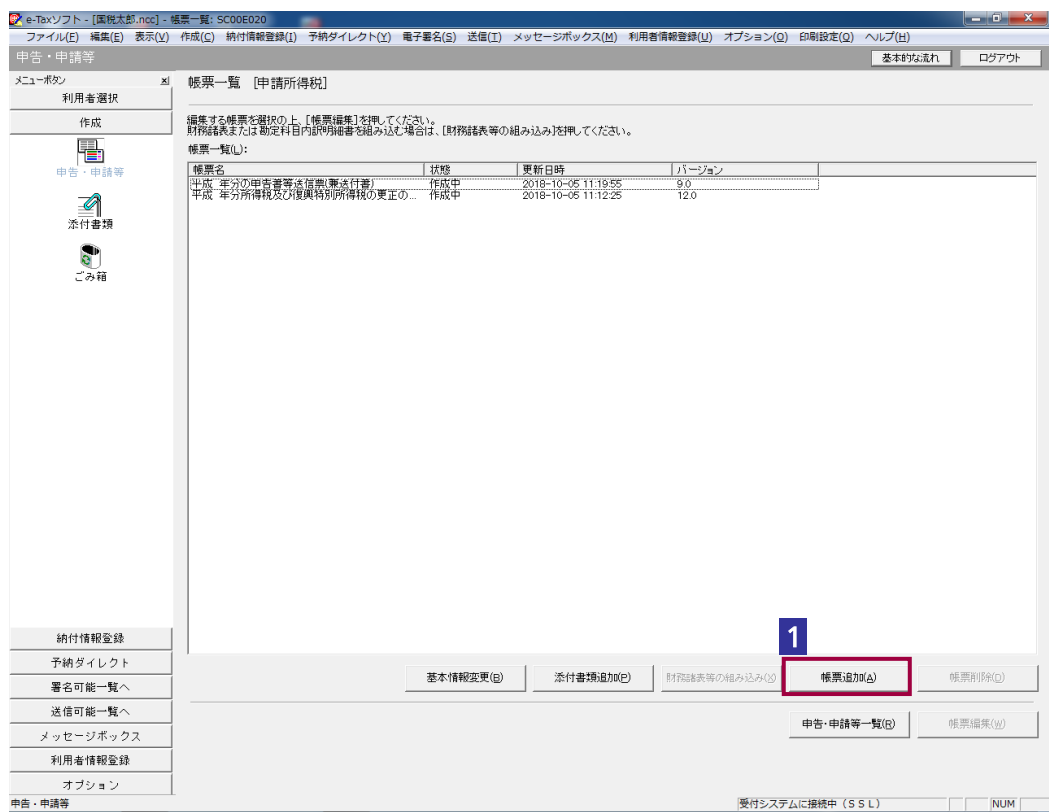 e-Taxソフト - [国税太郎.ncc] - 帳票一覧: SC00E020
ファイル(F) 編集(E) 表示(V) 作成(C) 納付情報登録(I) 予納ダイレクト(Y) 電子署名(S) 送信(T) メッセージボックス(M) 利用者情報登録(U) オプション(O) 印刷設定(Q) ヘルプ(H)
申告・申請等 基本的な流れ ログアウト
メニューボタン x
利用者選択
作成
申告・申請等
添付書類
ごみ箱
帳票一覧 [申請所得税]
編集する帳票を選択の上、[帳票編集]を押してください。
財務諸表または勘定科目内訳明細書を組み込む場合は、[財務諸表等の組み込み]を押してください。
帳票一覧(L):
帳票名 状態 更新日時 バージョン
平成 年分の申告書等送信票(兼送付書) 作成中 2018-10-05 11:19:55 9.0
平成 年分所得税及び復興特別所得税の更正の... 作成中 2018-10-05 11:12:25 12.0
1
基本情報変更(B) 添付書類追加(P) 財務諸表等の組み込み(X) 帳票追加(A) 帳票削除(D)
申告・申請等一覧(R) 帳票編集(W)
納付情報登録
予納ダイレクト
署名可能一覧へ
送信可能一覧へ
メッセージボックス
利用者情報登録
オプション
申告・申請等 受付システムに接続中（ＳＳＬ） NUM